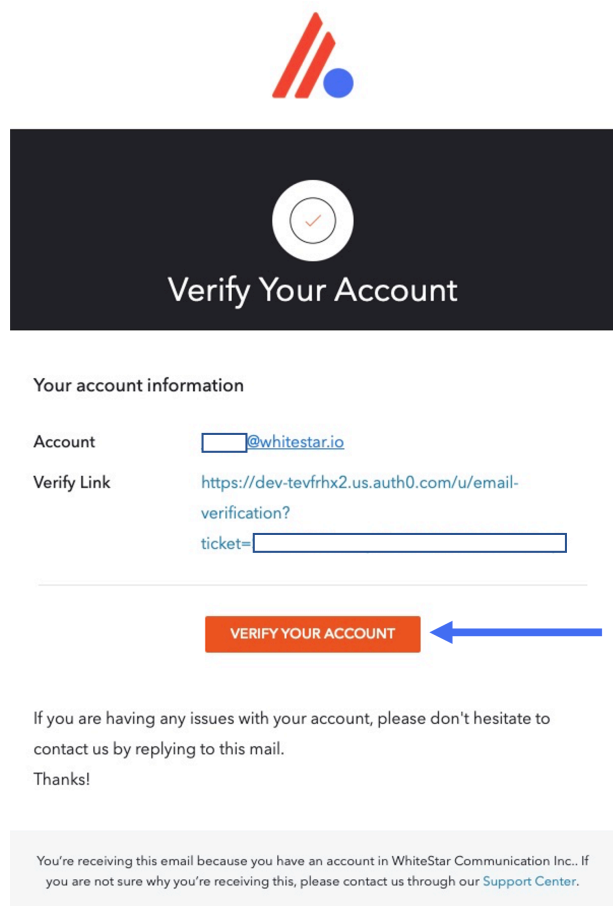 Verify Your Account
Your account information
Account @whitestar.io
Verify Link https://dev-tevfrhx2.us.auth0.com/u/email-
verification?
ticket=
VERIFY YOUR ACCOUNT
If you are having any issues with your account, please don't hesitate to
contact us by replying to this mail.
Thanks!
You're receiving this email because you have an account in WhiteStar Communication Inc.. If
you are not sure why you're receiving this, please contact us through our Support Center.